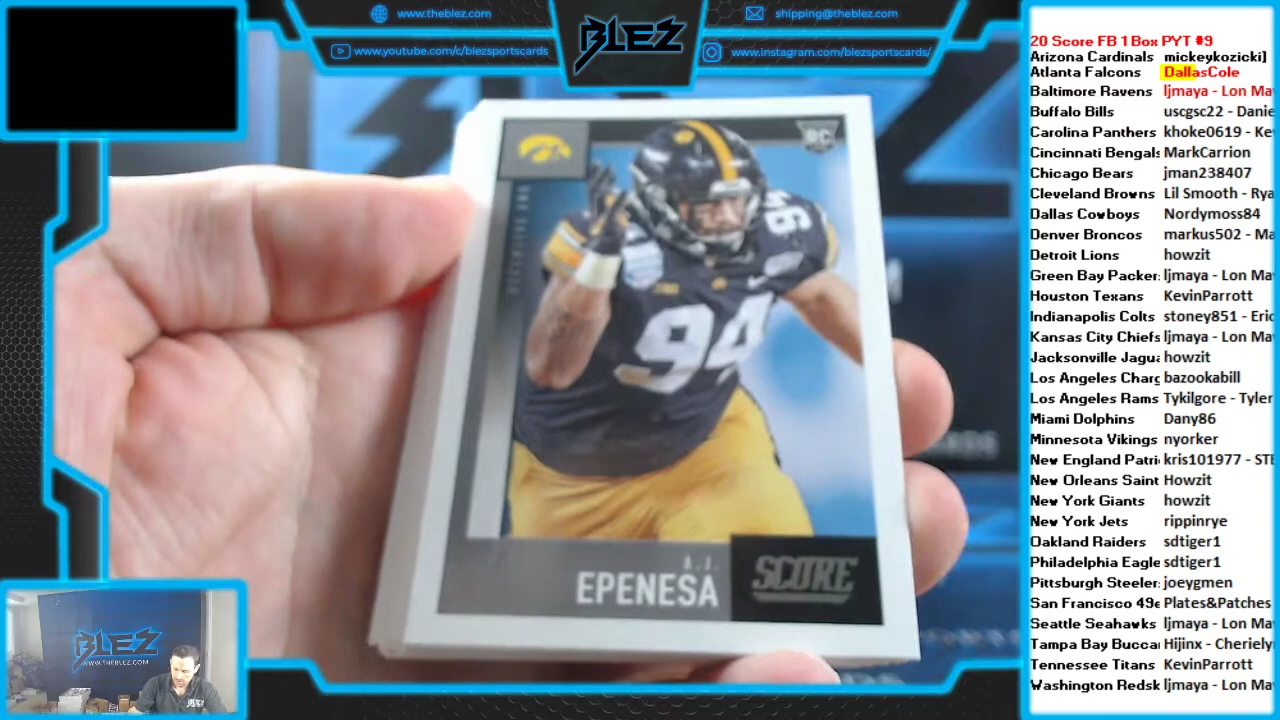 www.theblez.com
shipping@theblez.com
BLEZ
www.youtube.com/c/blezsportscards
www.instagram.com/blezsportscards/
RC
94
94
A.J.
EPENESA
SCORE
BLEZ
WWW.THEBLEZ.COM
20 Score FB 1 Box PYT #9
Arizona Cardinals mickeykozicki]
Atlanta Falcons DallasCole
Baltimore Ravens ljmaya - Lon Ma
Buffalo Bills uscgsc22 - Danie
Carolina Panthers khoke0619 - Ke
Cincinnati Bengals MarkCarrion
Chicago Bears jman238407
Cleveland Browns Lil Smooth - Rya
Dallas Cowboys Nordymoss84
Denver Broncos markus502 - Ma
Detroit Lions howzit
Green Bay Packer ljmaya - Lon Ma
Houston Texans KevinParrott
Indianapolis Colts stoney851 - Eric
Kansas City Chiefs ljmaya - Lon Ma
Jacksonville Jagua howzit
Los Angeles Charg bazookabill
Los Angeles Rams Tykilgore - Tyler
Miami Dolphins Dany86
Minnesota Vikings nyorker
New England Patri kris101977 - STE
New Orleans Saint Howzit
New York Giants howzit
New York Jets rippinrye
Oakland Raiders sdtiger1
Philadelphia Eagle sdtiger1
Pittsburgh Steeler joeygmen
San Francisco 49e Plates&Patches
Seattle Seahawks ljmaya - Lon Ma
Tampa Bay Bucca Hijinx - Cheriely
Tennessee Titans KevinParrott
Washington Redsk ljmaya - Lon Ma